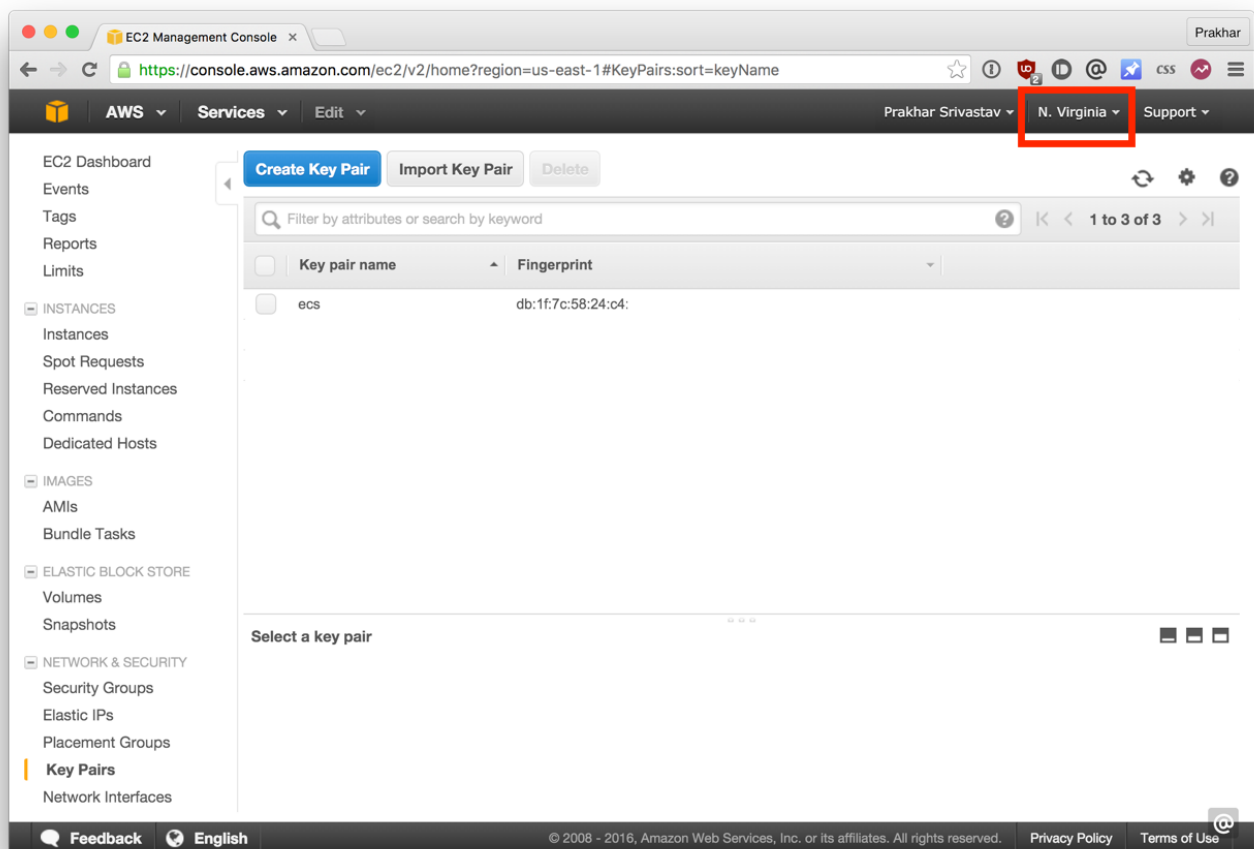 EC2 Management Console
Prakhar
https://console.aws.amazon.com/ec2/v2/home?region=us-east-1#KeyPairs:sort=keyName
2
css
AWS Services Edit Prakhar Srivastav N. Virginia Support
EC2 Dashboard
Events
Tags
Reports
Limits
INSTANCES
Instances
Spot Requests
Reserved Instances
Commands
Dedicated Hosts
IMAGES
AMIs
Bundle Tasks
ELASTIC BLOCK STORE
Volumes
Snapshots
NETWORK & SECURITY
Security Groups
Elastic IPs
Placement Groups
Key Pairs
Network Interfaces
Create Key Pair Import Key Pair Delete
Filter by attributes or search by keyword
1 to 3 of 3
Key pair name Fingerprint
ecs db:1f:7c:58:24:c4:
Select a key pair
Feedback English © 2008 - 2016, Amazon Web Services, Inc. or its affiliates. All rights reserved. Privacy Policy Terms of Use